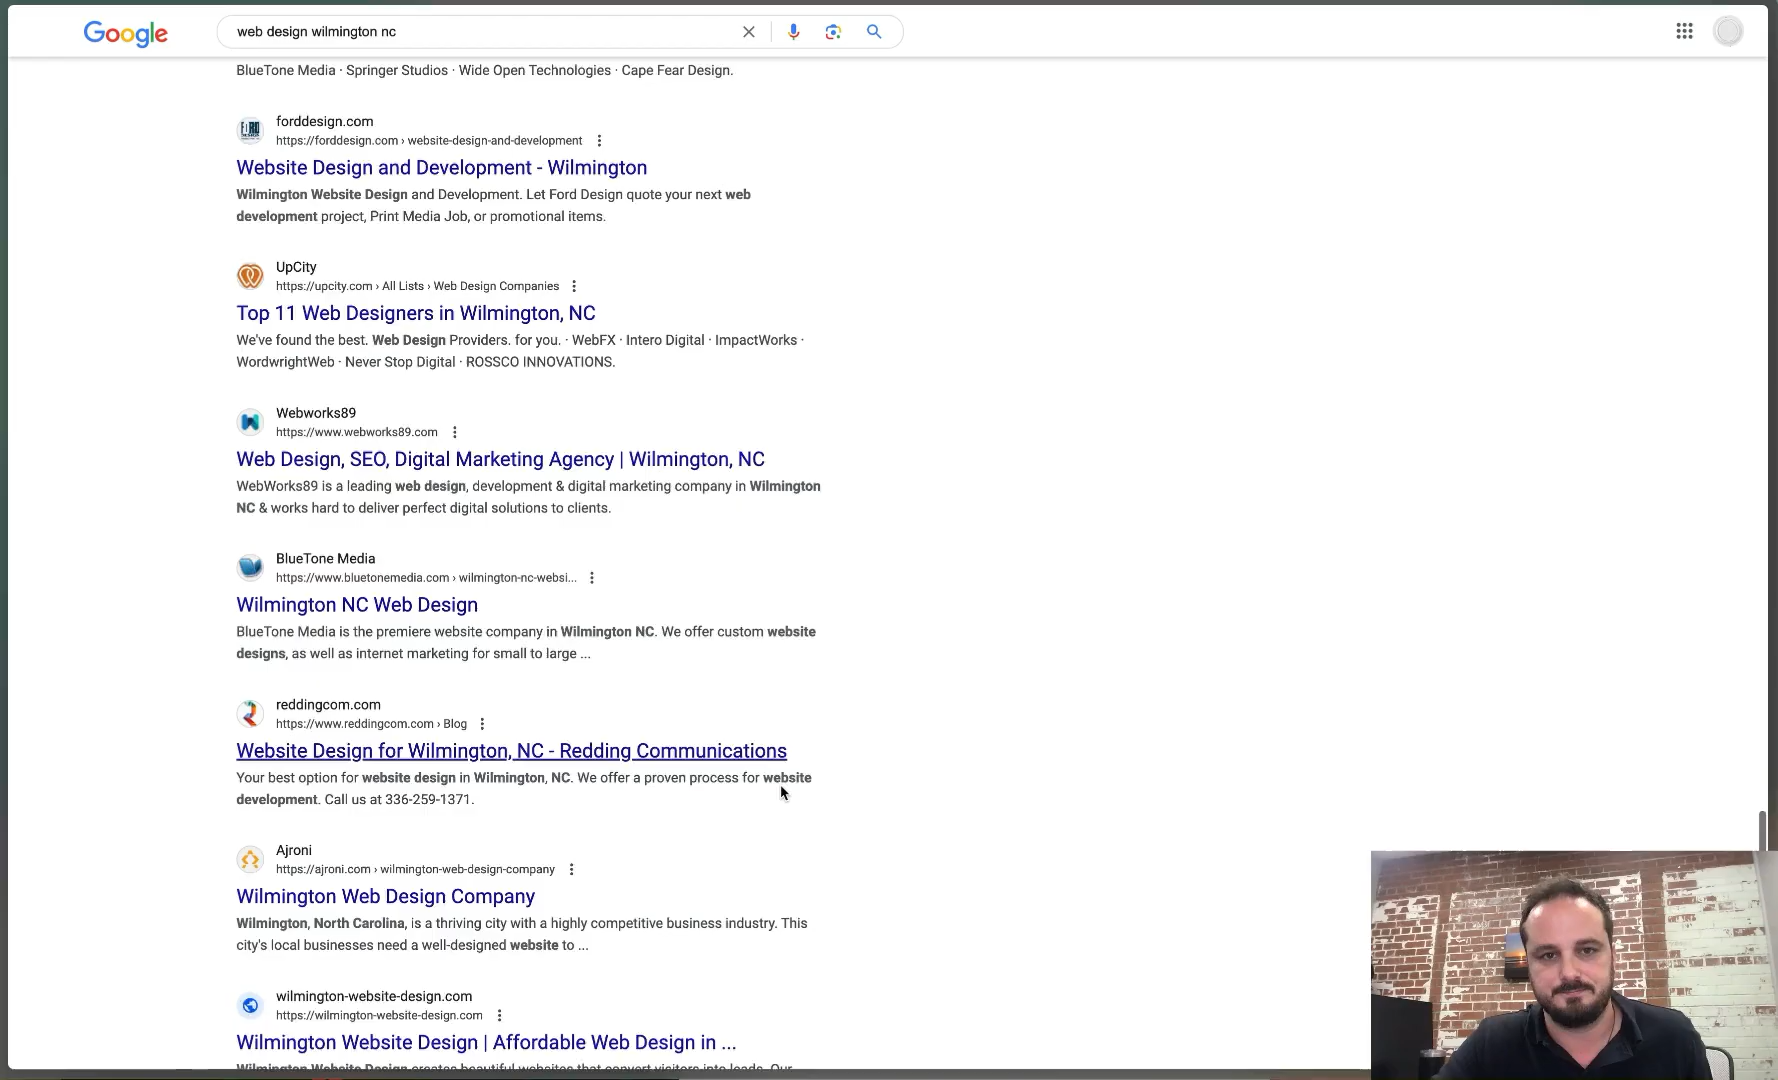 Google
web design wilmington nc
BlueTone Media · Springer Studios · Wide Open Technologies · Cape Fear Design.
forddesign.com
https://forddesign.com › website-design-and-development
Website Design and Development - Wilmington
Wilmington Website Design and Development. Let Ford Design quote your next web
development project, Print Media Job, or promotional items.
UpCity
https://upcity.com › All Lists › Web Design Companies
Top 11 Web Designers in Wilmington, NC
We've found the best. Web Design Providers. for you. · WebFX · Intero Digital · ImpactWorks ·
WordwrightWeb · Never Stop Digital · ROSSCO INNOVATIONS.
Webworks89
https://www.webworks89.com
Web Design, SEO, Digital Marketing Agency | Wilmington, NC
WebWorks89 is a leading web design, development & digital marketing company in Wilmington
NC & works hard to deliver perfect digital solutions to clients.
BlueTone Media
https://www.bluetonemedia.com › wilmington-nc-websi...
Wilmington NC Web Design
BlueTone Media is the premiere website company in Wilmington NC. We offer custom website
designs, as well as internet marketing for small to large ...
reddingcom.com
https://www.reddingcom.com › Blog
Website Design for Wilmington, NC - Redding Communications
Your best option for website design in Wilmington, NC. We offer a proven process for website
development. Call us at 336-259-1371.
Ajroni
https://ajroni.com › wilmington-web-design-company
Wilmington Web Design Company
Wilmington, North Carolina, is a thriving city with a highly competitive business industry. This
city's local businesses need a well-designed website to ...
wilmington-website-design.com
https://wilmington-website-design.com
Wilmington Website Design | Affordable Web Design in ...
Wilmington Website Design creates beautiful websites that convert visitors into leads. Our